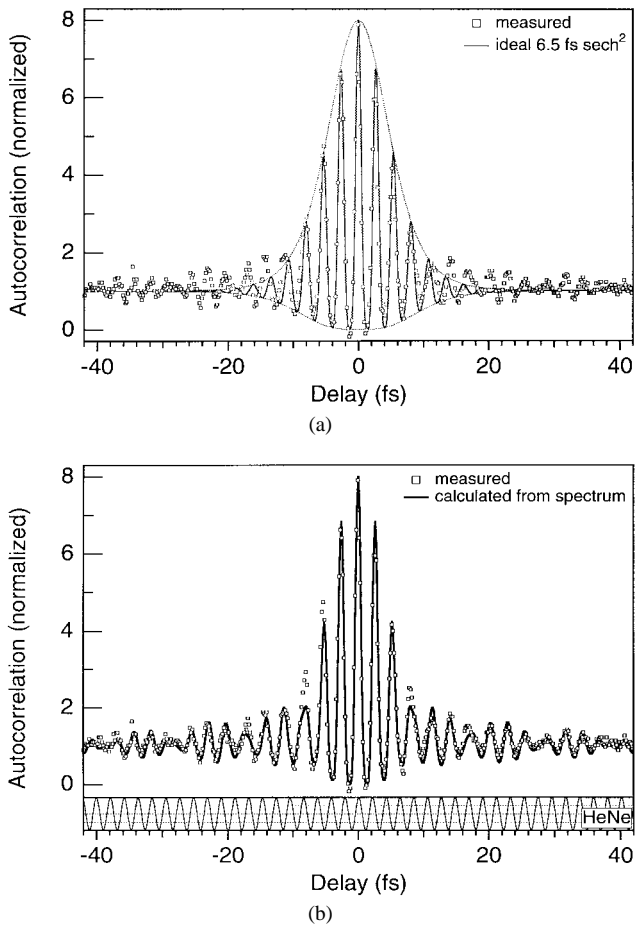 8
6
4
2
0
Autocorrelation (normalized)
measured
ideal 6.5 fs sech²
-40
-20
0
20
40
Delay (fs)
(a)
8
6
4
2
0
Autocorrelation (normalized)
measured
calculated from spectrum
HeNe
-40
-20
0
20
40
Delay (fs)
(b)